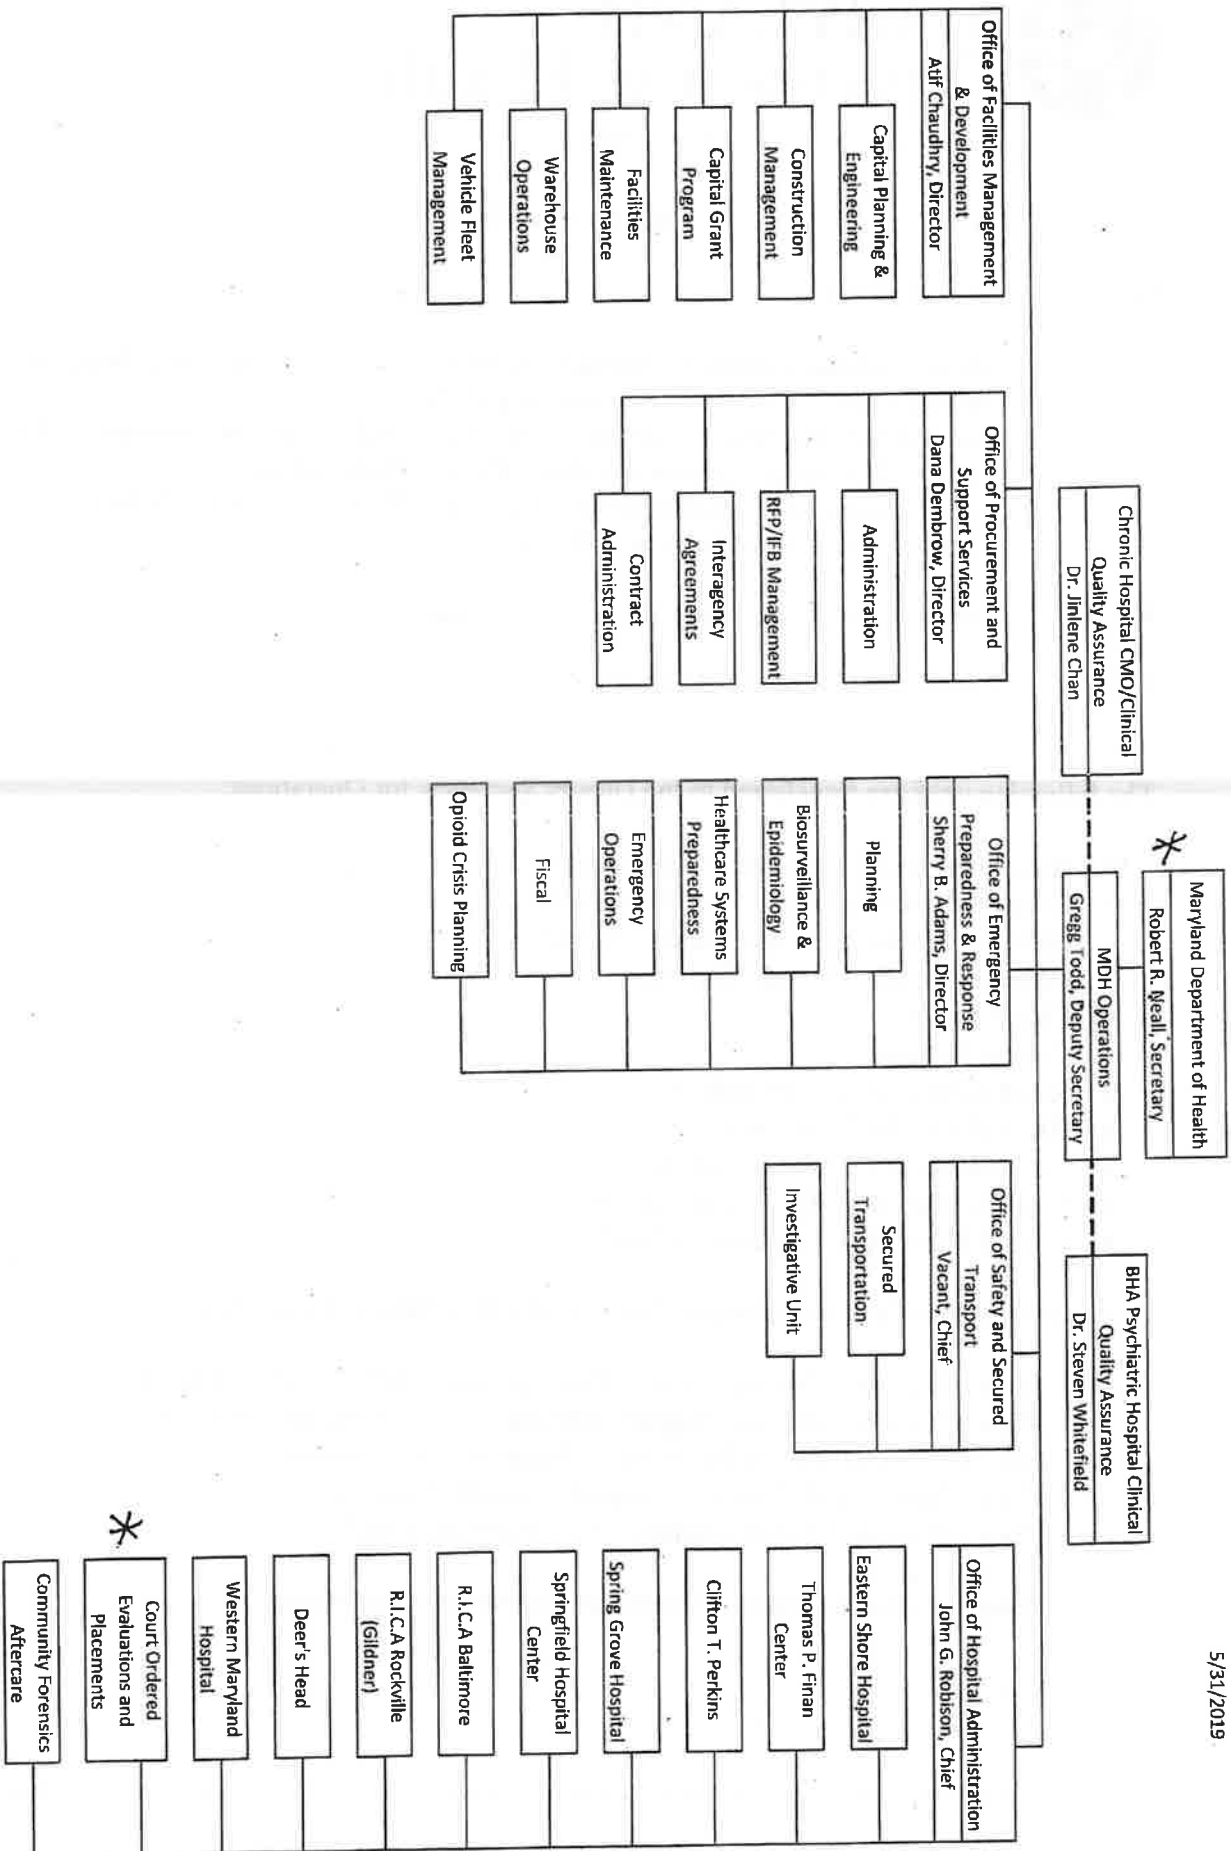 5/31/2019
Maryland Department of Health
Robert R. Neall, Secretary
*
Chronic Hospital CMO/Clinical
Quality Assurance
Dr. Jinlene Chan
MDH Operations
Gregg Todd, Deputy Secretary
BHA Psychiatric Hospital Clinical
Quality Assurance
Dr. Steven Whitefield
Office of Facilities Management
& Development
Atif Chaudhry, Director
Capital Planning &
Engineering
Construction
Management
Capital Grant
Program
Facilities
Maintenance
Warehouse
Operations
Vehicle Fleet
Management
Office of Procurement and
Support Services
Dana Dembrow, Director
Administration
RFP/IFB Management
Interagency
Agreements
Contract
Administration
Office of Emergency
Preparedness & Response
Sherry B. Adams, Director
Planning
Biosurveillance &
Epidemiology
Healthcare Systems
Preparedness
Emergency
Operations
Fiscal
Opioid Crisis Planning
Office of Safety and Secured
Transport
Vacant, Chief
Secured
Transportation
Investigative Unit
Office of Hospital Administration
John G. Robison, Chief
Eastern Shore Hospital
Thomas P. Finan
Center
Clifton T. Perkins
Spring Grove Hospital
Springfield Hospital
Center
R.I.C.A Baltimore
R.I.C.A Rockville
(Gildner)
Deer's Head
Western Maryland
Hospital
*
Court Ordered
Evaluations and
Placements
Community Forensics
Aftercare